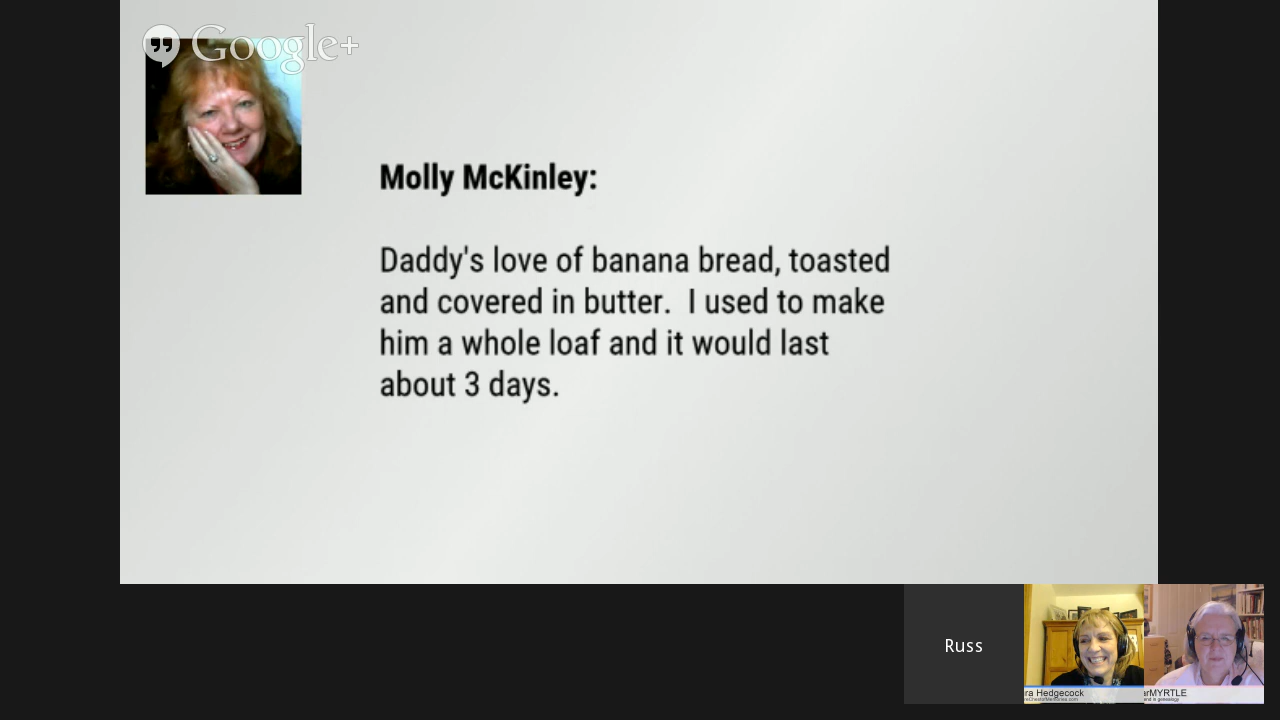 Google+
Molly McKinley:
Daddy's love of banana bread, toasted
and covered in butter.  I used to make
him a whole loaf and it would last
about 3 days.
Russ
ra Hedgecock
arMYRTLE